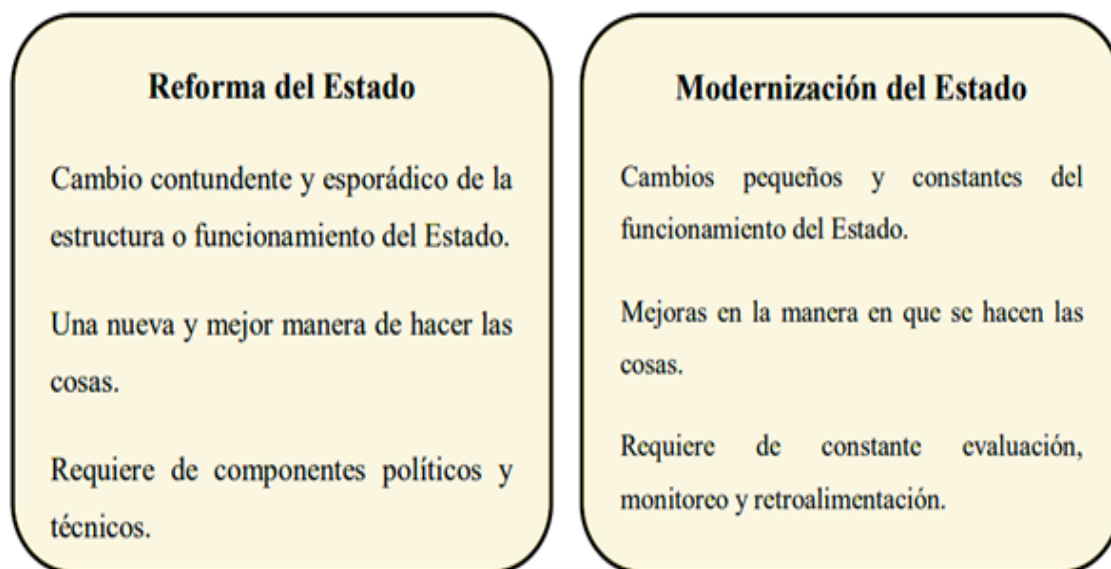 Reforma del Estado
Cambio contundente y esporádico de la
estructura o funcionamiento del Estado.
Una nueva y mejor manera de hacer las
cosas.
Requiere de componentes políticos y
técnicos.
Modernización del Estado
Cambios pequeños y constantes del
funcionamiento del Estado.
Mejoras en la manera en que se hacen las
cosas.
Requiere de constante evaluación,
monitoreo y retroalimentación.